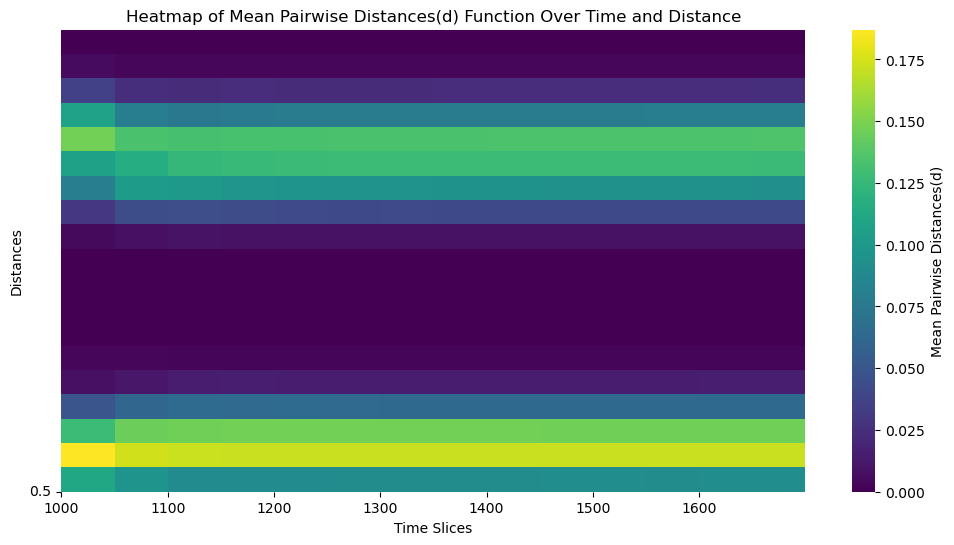 Heatmap of Mean Pairwise Distances(d) Function Over Time and Distance
Distances
0.5
1000 1100 1200 1300 1400 1500 1600
Time Slices
0.175
0.150
0.125
0.100
0.075
0.050
0.025
0.000
Mean Pairwise Distances(d)